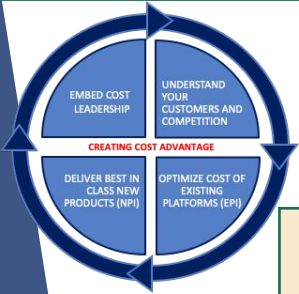 EMBED COST
LEADERSHIP
UNDERSTAND
YOUR
CUSTOMERS AND
COMPETITION
CREATING COST ADVANTAGE
DELIVER BEST IN
CLASS NEW
PRODUCTS (NPI)
OPTIMIZE COST OF
EXISTING
PLATFORMS (EPI)